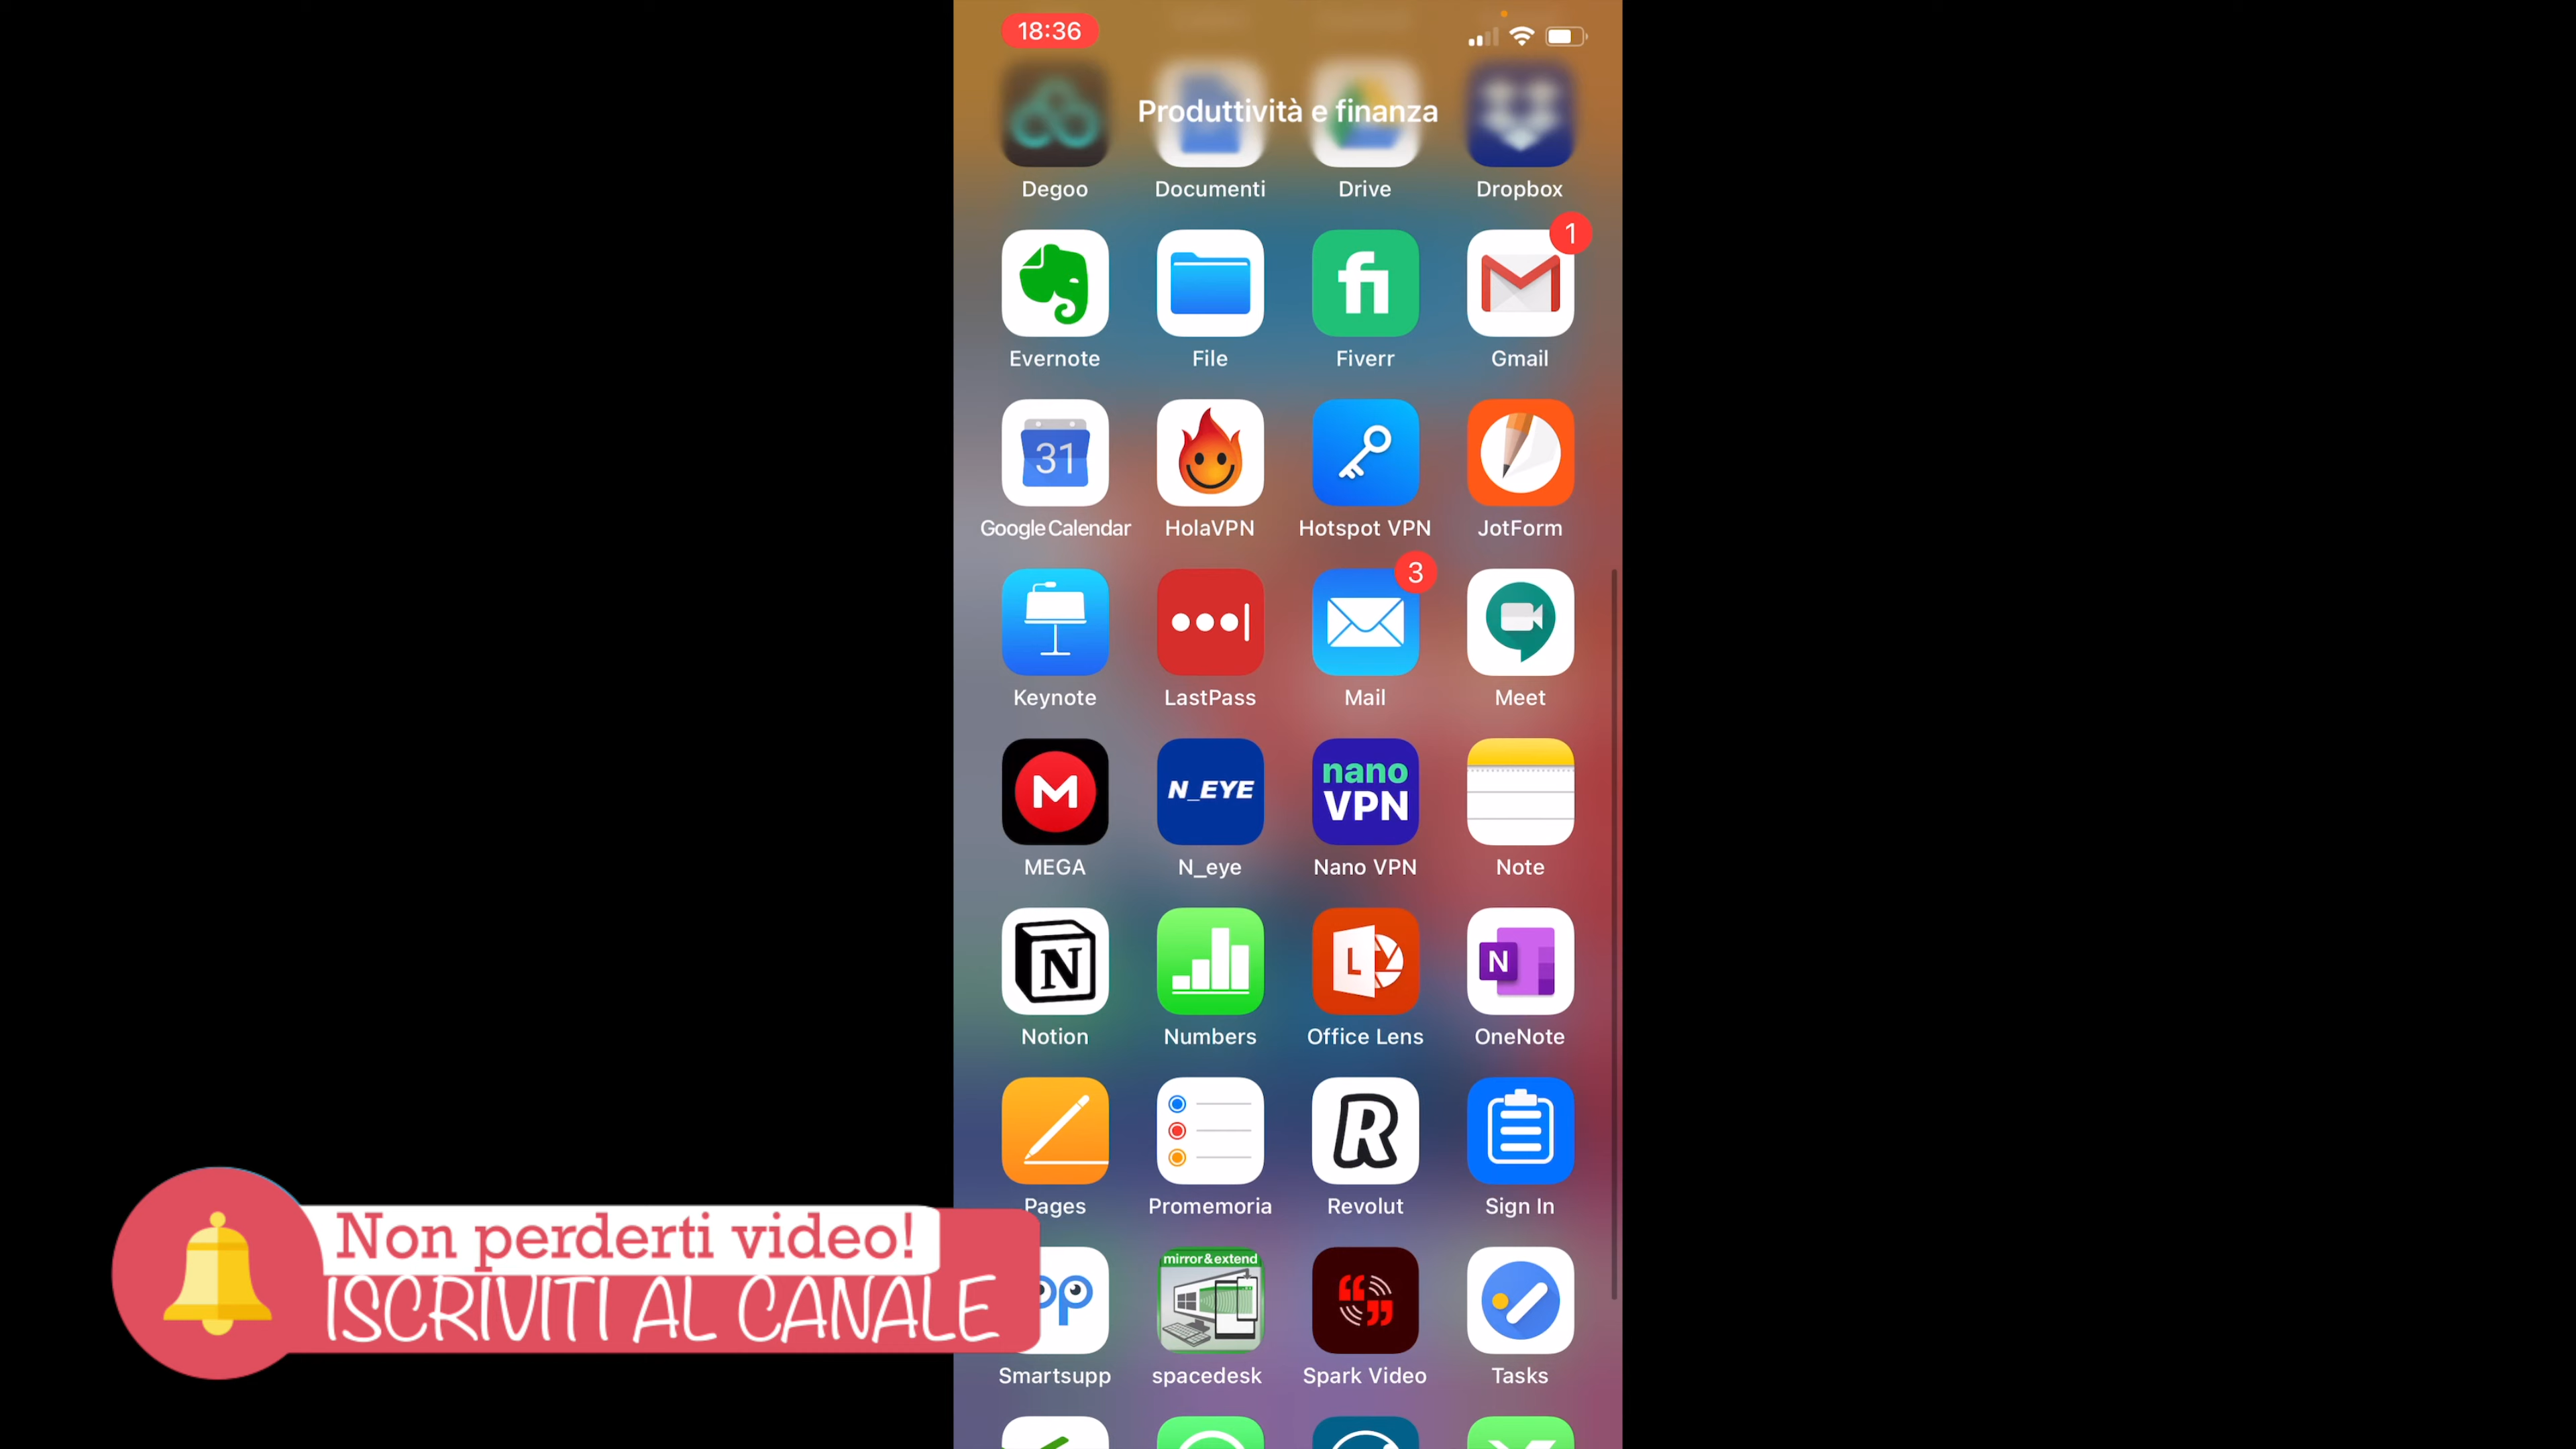 18:36
Produttività e finanza
Degoo
Documenti
Drive
Dropbox
1
fi
Evernote
File
Fiverr
Gmail
31
Google Calendar
HolaVPN
Hotspot VPN
JotForm
3
Keynote
LastPass
Mail
Meet
M
N_EYE
nano
VPN
MEGA
N_eye
Nano VPN
Note
N
L
N
Notion
Numbers
Office Lens
OneNote
R
Pages
Promemoria
Revolut
Sign In
Non perderti video!
ISCRIVITI AL CANALE
mirror & extend
Smartsupp
spacedesk
Spark Video
Tasks